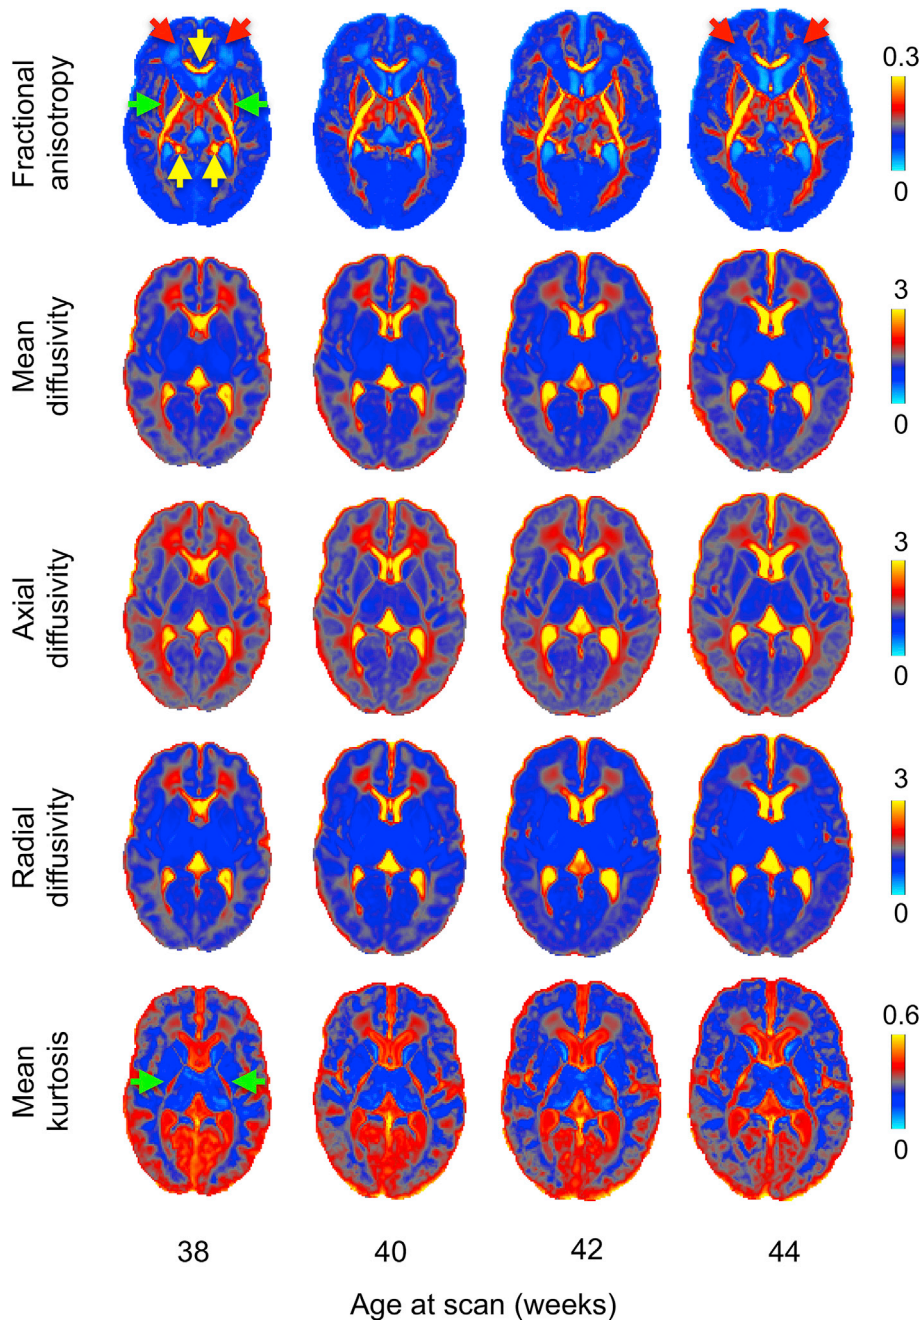 Fractional
anisotropy
0.3
0
Mean
diffusivity
3
0
Axial
diffusivity
3
0
Radial
diffusivity
3
0
Mean
kurtosis
0.6
0
38 40 42 44
Age at scan (weeks)